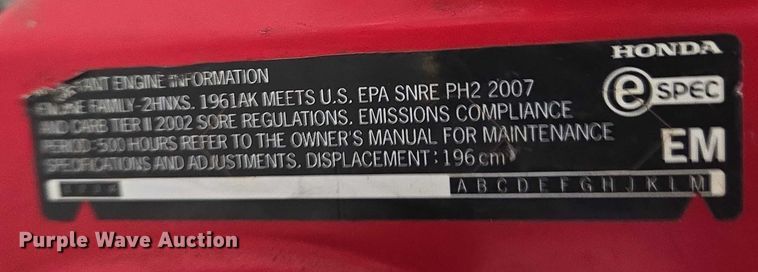 HONDA
ENGINE INFORMATION
FAMILY-2HNXS. 1961AK MEETS U.S. EPA SNRE PH2 2007
AND CARB TIER II 2002 SORE REGULATIONS. EMISSIONS COMPLIANCE
PERIOD: 500 HOURS REFER TO THE OWNER'S MANUAL FOR MAINTENANCE
SPECIFICATIONS AND ADJUSTMENTS. DISPLACEMENT: 196 cm³
e SPEC
EM
A B C D E F G H J K L M
Purple Wave Auction